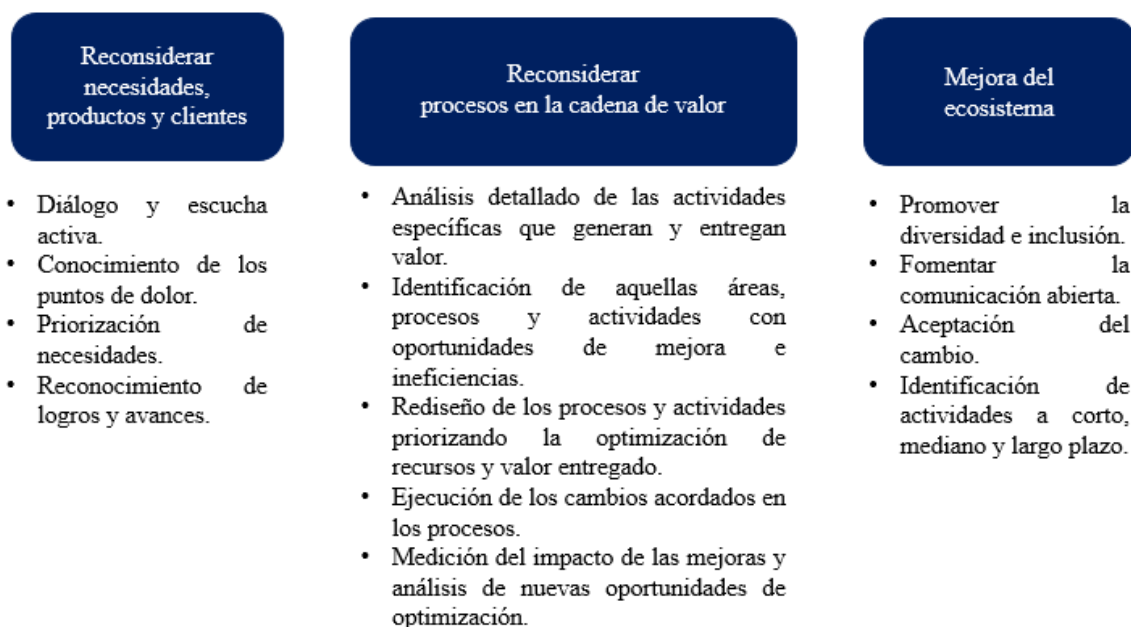 Reconsiderar
necesidades,
productos y clientes
• Diálogo y escucha
activa.
• Conocimiento de los
puntos de dolor.
• Priorización de
necesidades.
• Reconocimiento de
logros y avances.
Reconsiderar
procesos en la cadena de valor
• Análisis detallado de las actividades
específicas que generan y entregan
valor.
• Identificación de aquellas áreas,
procesos y actividades con
oportunidades de mejora e
ineficiencias.
• Rediseño de los procesos y actividades
priorizando la optimización de
recursos y valor entregado.
• Ejecución de los cambios acordados en
los procesos.
• Medición del impacto de las mejoras y
análisis de nuevas oportunidades de
optimización.
Mejora del
ecosistema
• Promover la
diversidad e inclusión.
• Fomentar la
comunicación abierta.
• Aceptación del
cambio.
• Identificación de
actividades a corto,
mediano y largo plazo.